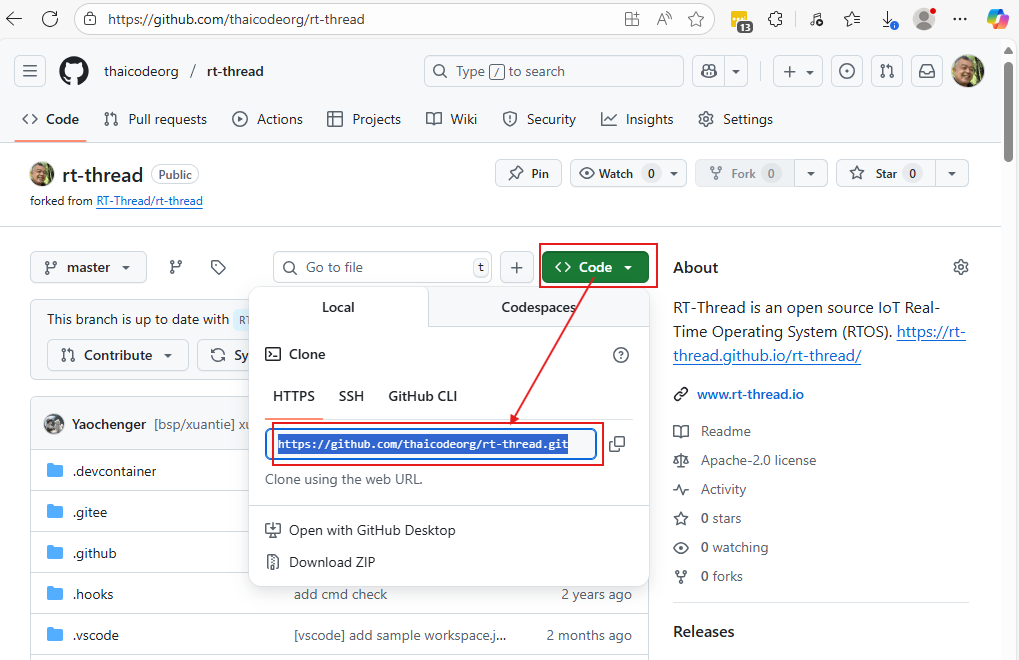 https://github.com/thaicodeorg/rt-thread
13
thaicodeorg / rt-thread
Type / to search
Code Pull requests Actions Projects Wiki Security Insights Settings
rt-thread Public
Pin Watch 0 Fork 0 Star 0
forked from RT-Thread/rt-thread
master
Go to file t
Code
About
Local Codespaces
This branch is up to date with RT
RT-Thread is an open source IoT Real-
Time Operating System (RTOS). https://rt-
thread.github.io/rt-thread/
Contribute Sy
Clone
www.rt-thread.io
HTTPS SSH GitHub CLI
Yaochenger [bsp/xuantie] xu
https://github.com/thaicodeorg/rt-thread.git
Clone using the web URL.
Readme
Apache-2.0 license
Activity
0 stars
0 watching
0 forks
.devcontainer
.gitee
.github
Open with GitHub Desktop
Download ZIP
.hooks add cmd check 2 years ago
.vscode [vscode] add sample workspace.j... 2 months ago
Releases